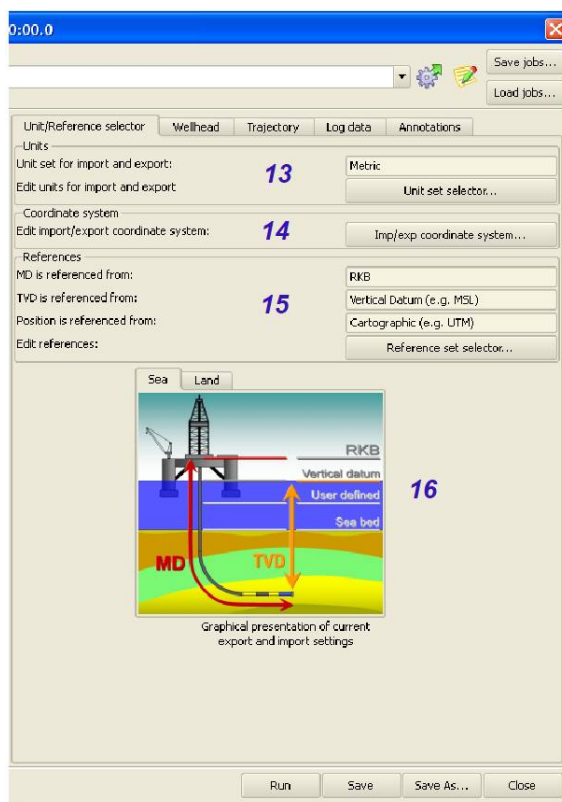 0:00.0
Save jobs...
Load jobs...
Unit/Reference selector Wellhead Trajectory Log data Annotations
Units
Unit set for import and export: 13 Metric
Edit units for import and export Unit set selector...
Coordinate system
Edit import/export coordinate system: 14 Imp/exp coordinate system...
References
MD is referenced from: RKB
TVD is referenced from: 15 Vertical Datum (e.g. MSL)
Position is referenced from: Cartographic (e.g. UTM)
Edit references: Reference set selector...
Sea Land
RKB
Vertical datum
User defined 16
Sea bed
MD TVD
Graphical presentation of current
export and import settings
Run Save Save As... Close